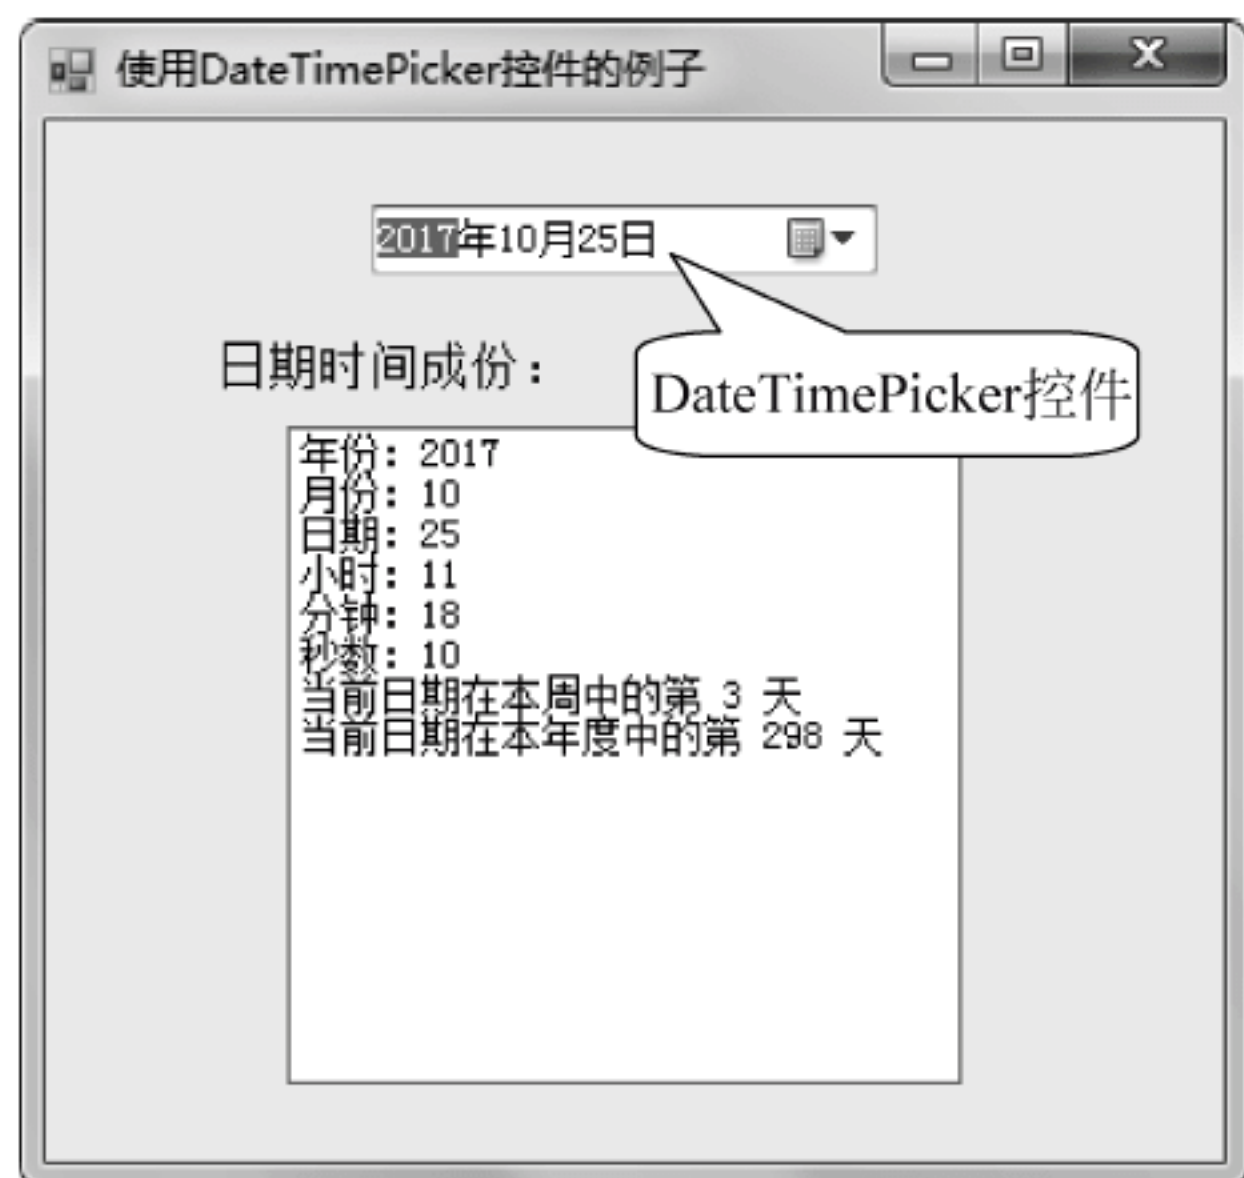 使用DateTimePicker控件的例子
2017年10月25日
日期时间成份：
DateTimePicker控件
年份：2017
月份：10
日期：25
小时：11
分钟：18
秒数：10
当前日期在本周中的第 3 天
当前日期在本年度中的第 298 天